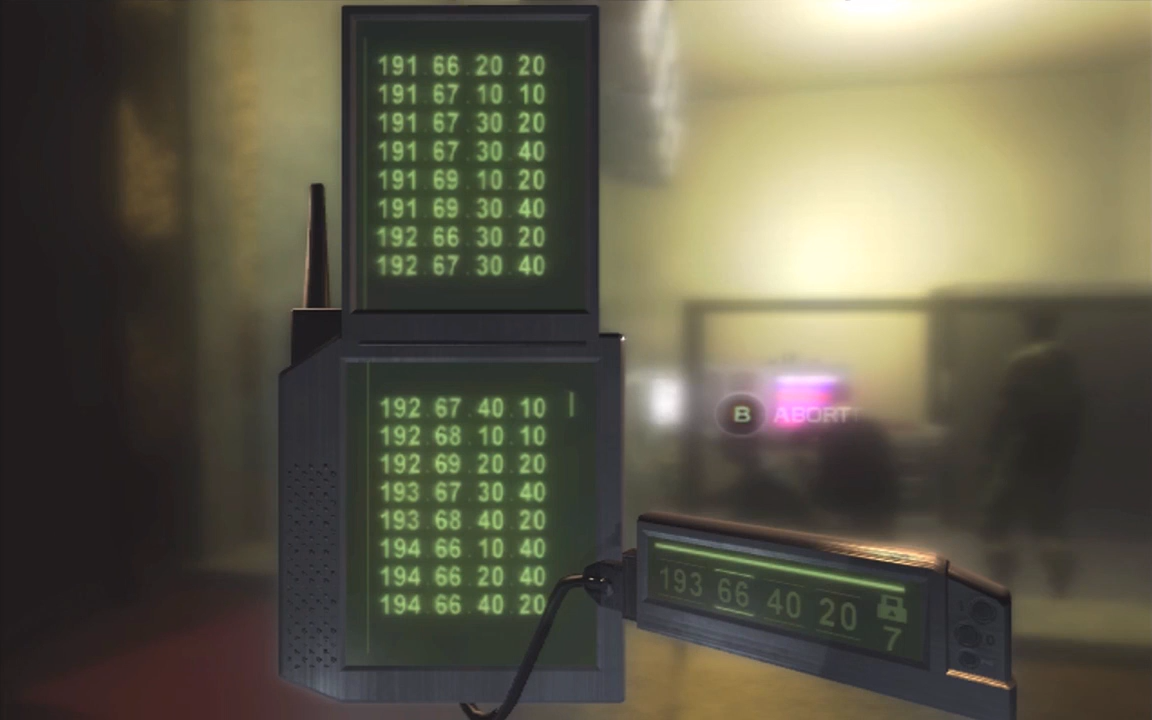 191 66 20 20
191 67 10 10
191 67 30 20
191 67 30 40
191 69 10 20
191 69 30 40
192 66 30 20
192 67 30 40
192 67 40 10
192 68 10 10
192 69 20 20
193 67 30 40
193 68 40 20
194 66 10 40
194 66 20 40
194 66 40 20
B ABORT
193 66 40 20
7